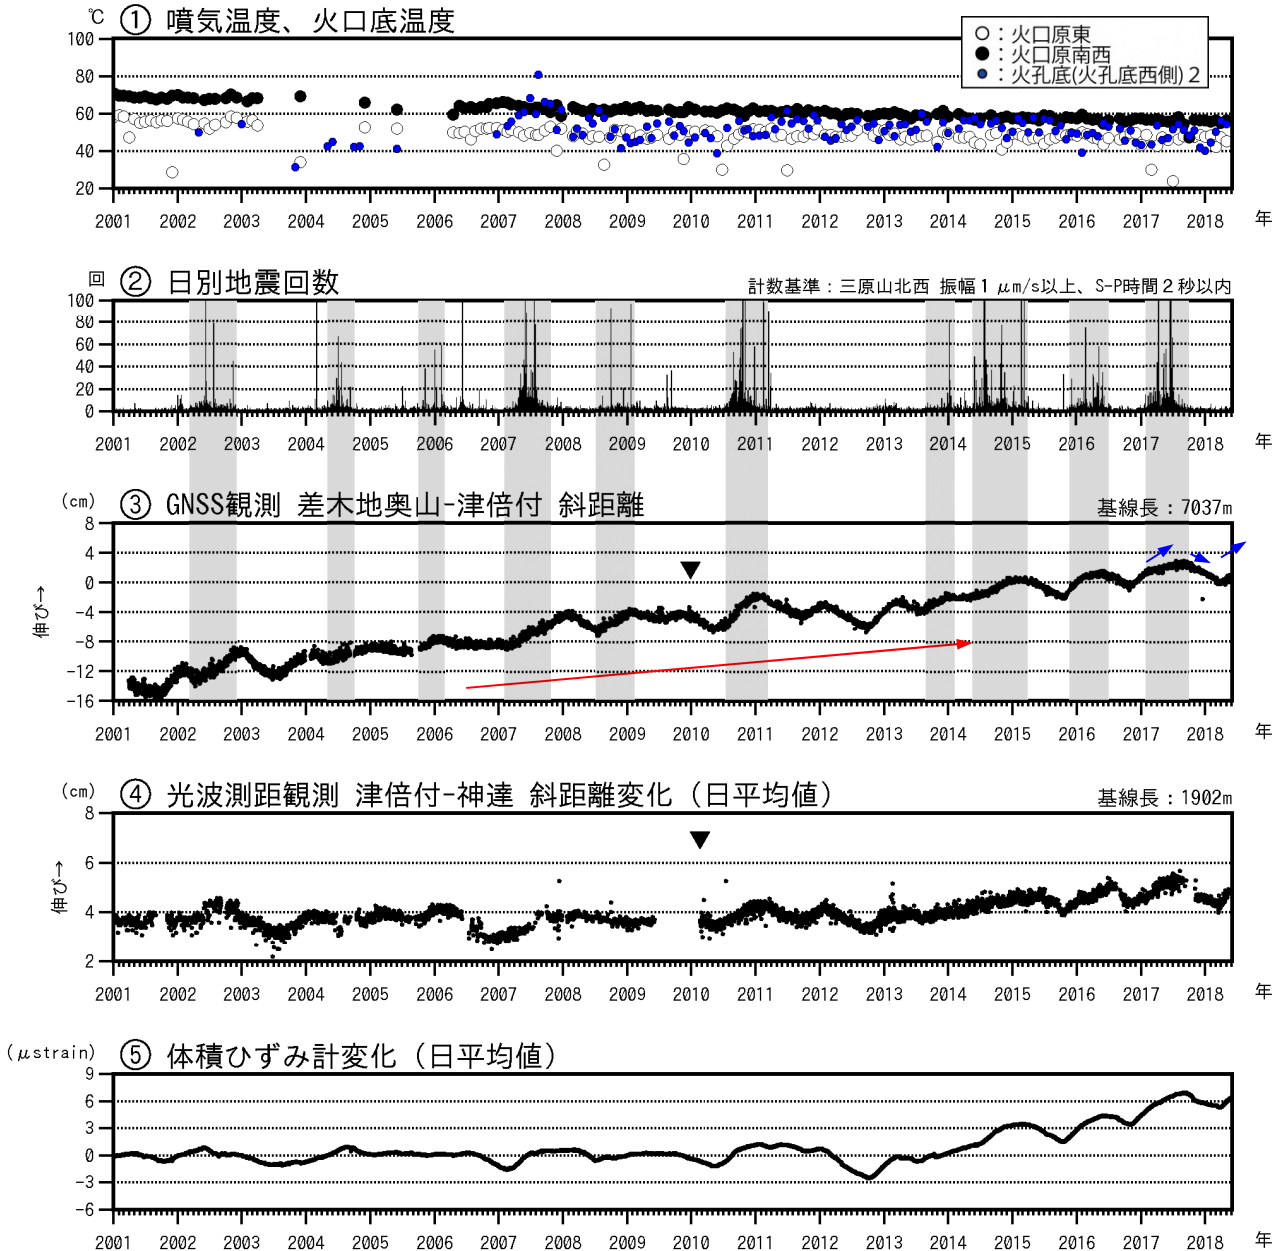 ℃ ① 噴気温度、火口底温度
○：火口原東
●：火口原南西
●：火孔底(火孔底西側)２
100
80
60
40
20
2001 2002 2003 2004 2005 2006 2007 2008 2009 2010 2011 2012 2013 2014 2015 2016 2017 2018 年
回 ② 日別地震回数 計数基準：三原山北西 振幅１μm/s以上、S-P時間２秒以内
100
80
60
40
20
0
2001 2002 2003 2004 2005 2006 2007 2008 2009 2010 2011 2012 2013 2014 2015 2016 2017 2018 年
(cm) ③ GNSS観測 差木地奥山-津倍付 斜距離 基線長：7037m
伸び→
8
4
0
-4
-8
-12
-16
2001 2002 2003 2004 2005 2006 2007 2008 2009 2010 2011 2012 2013 2014 2015 2016 2017 2018 年
(cm) ④ 光波測距観測 津倍付-神達 斜距離変化（日平均値） 基線長：1902m
伸び→
8
6
4
2
2001 2002 2003 2004 2005 2006 2007 2008 2009 2010 2011 2012 2013 2014 2015 2016 2017 2018 年
(μstrain) ⑤ 体積ひずみ計変化（日平均値）
9
6
3
0
-3
-6
2001 2002 2003 2004 2005 2006 2007 2008 2009 2010 2011 2012 2013 2014 2015 2016 2017 2018 年